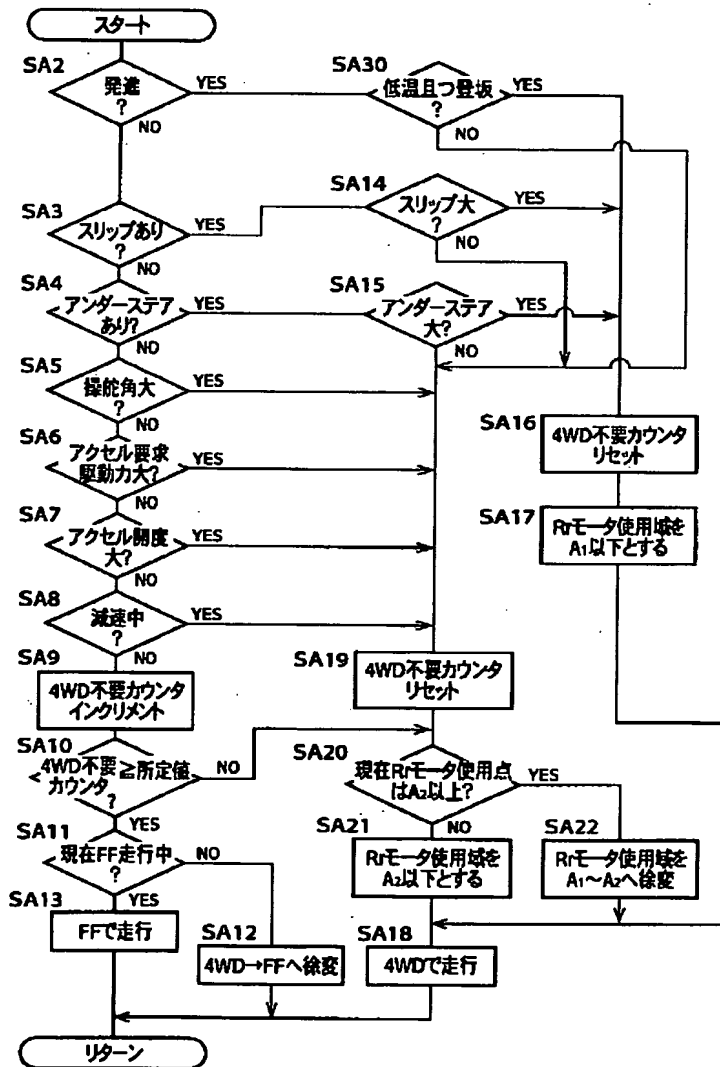 スタート
SA2
発進
?
YES
NO
SA30
低温且つ登坂
?
YES
NO
SA3
スリップあり
?
YES
NO
SA14
スリップ大
?
YES
NO
SA4
アンダーステア
あり?
YES
NO
SA15
アンダーステア
大?
YES
NO
SA5
操舵角大
?
YES
NO
SA6
アクセル要求
駆動力大?
YES
NO
SA7
アクセル開度
大?
YES
NO
SA8
減速中
?
YES
NO
SA16
4WD不要カウンタ
リセット
SA17
Rrモータ使用域を
A1以下とする
SA9
4WD不要カウンタ
インクリメント
SA19
4WD不要カウンタ
リセット
SA10
4WD不要≧所定値
カウンタ
?
NO
YES
SA20
現在Rrモータ使用点
はA2以上?
YES
NO
SA11
現在FF走行中
?
NO
YES
SA21
Rrモータ使用域を
A2以下とする
SA22
Rrモータ使用域を
A1～A2へ徐変
SA13
FFで走行
SA12
4WD→FFへ徐変
SA18
4WDで走行
リターン